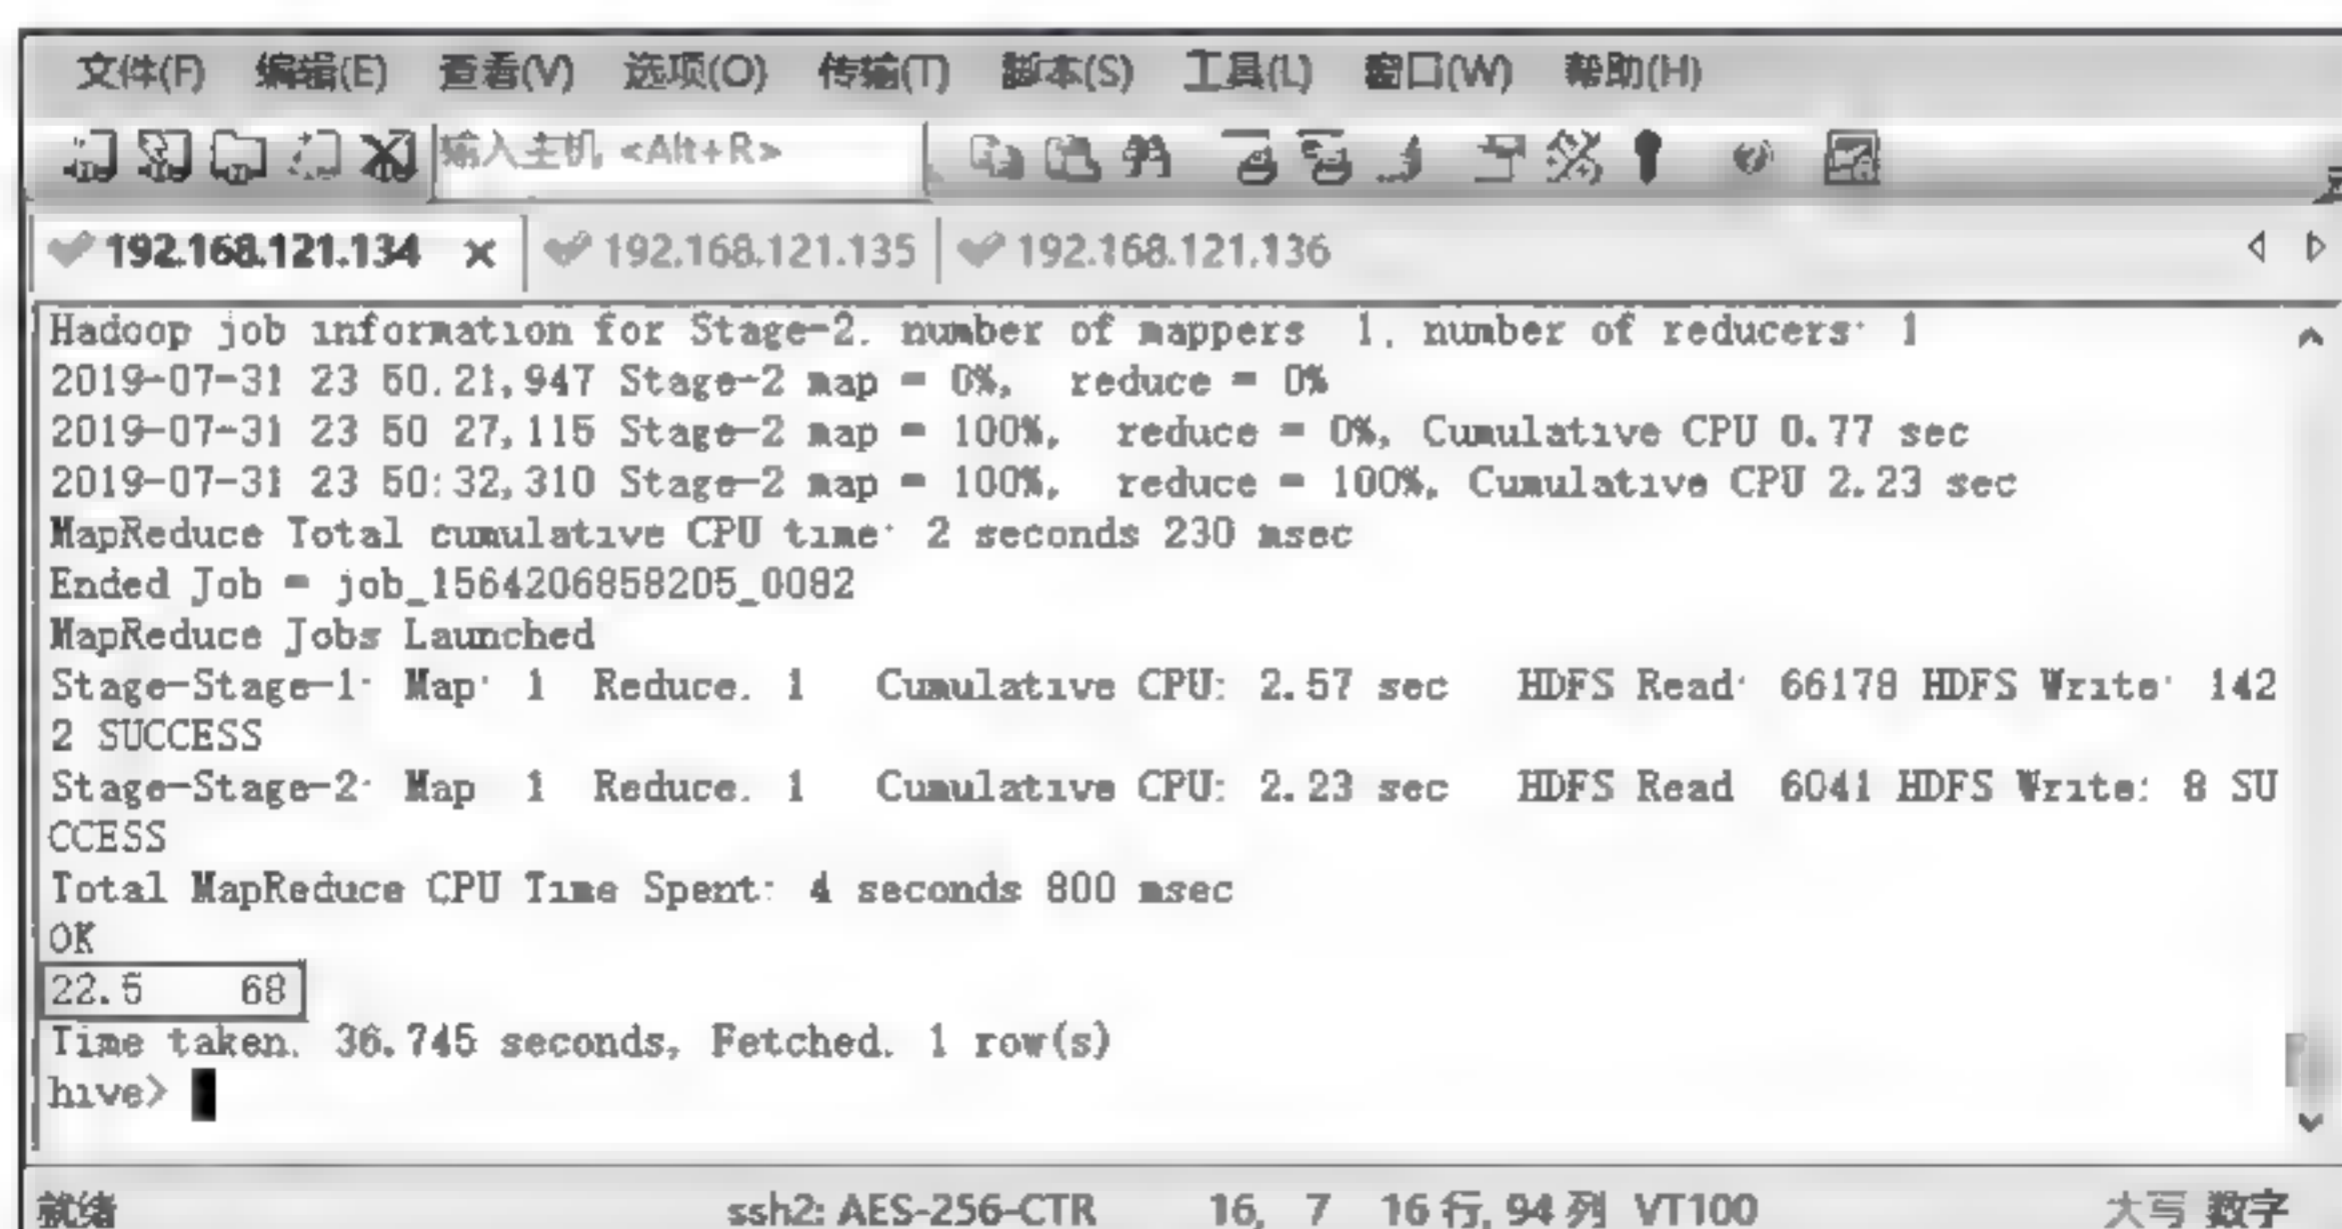 文件(F) 编辑(E) 查看(V) 选项(O) 传输(T) 脚本(S) 工具(L) 窗口(W) 帮助(H)
输入主机 <Alt+R>
192.168.121.134 192.168.121.135 192.168.121.136
Hadoop job information for Stage-2. number of mappers 1, number of reducers: 1
2019-07-31 23 50.21,947 Stage-2 map = 0%, reduce = 0%
2019-07-31 23 50 27,115 Stage-2 map = 100%, reduce = 0%, Cumulative CPU 0.77 sec
2019-07-31 23 50:32,310 Stage-2 map = 100%, reduce = 100%, Cumulative CPU 2.23 sec
MapReduce Total cumulative CPU time: 2 seconds 230 msec
Ended Job = job_1564206858205_0082
MapReduce Jobs Launched
Stage-Stage-1: Map: 1 Reduce. 1 Cumulative CPU: 2.57 sec HDFS Read: 66178 HDFS Write: 142
2 SUCCESS
Stage-Stage-2: Map 1 Reduce. 1 Cumulative CPU: 2.23 sec HDFS Read 6041 HDFS Write: 8 SU
CCESS
Total MapReduce CPU Time Spent: 4 seconds 800 msec
OK
22.5 68
Time taken. 36.745 seconds, Fetched. 1 row(s)
hive>
就绪 ssh2: AES-256-CTR 16, 7 16 行, 94 列 VT100 大写 数字